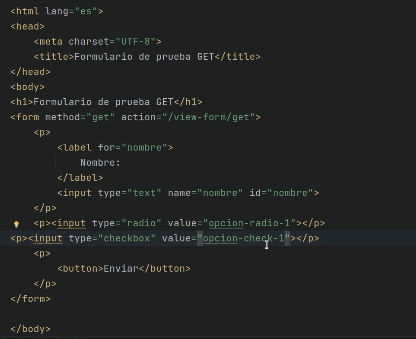 <html lang="es">
<head>
<meta charset="UTF-8">
<title>Formulario de prueba GET</title>
</head>
<body>
<h1>Formulario de prueba GET</h1>
<form method="get" action="/view-form/get">
<p>
<label for="nombre">
Nombre:
</label>
<input type="text" name="nombre" id="nombre">
</p>
<p><input type="radio" value="opcion-radio-1"></p>
<p><input type="checkbox" value="opcion-check-1"></p>
<p>
<button>Enviar</button>
</p>
</form>
</body>